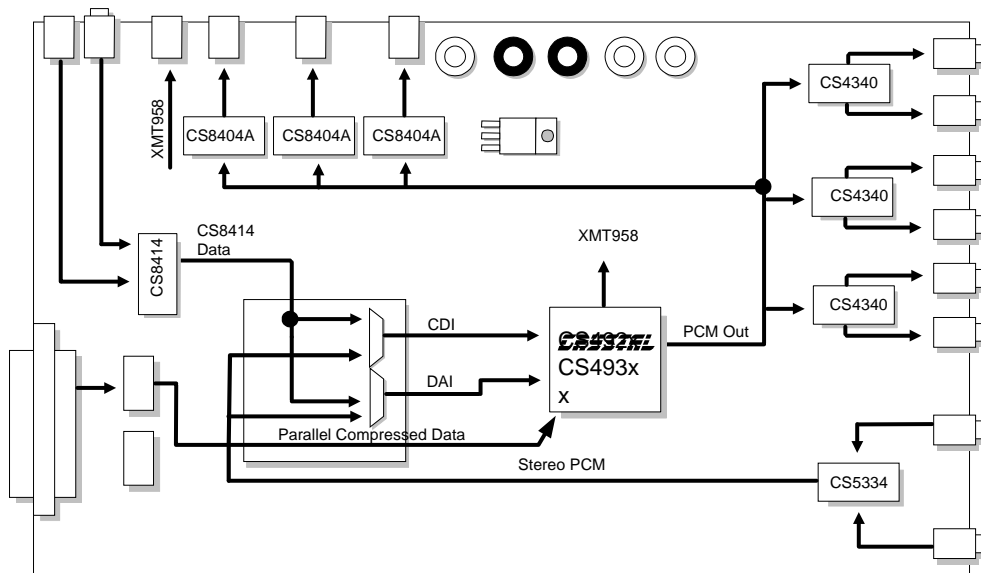 XMT958
CS8404A
CS8404A
CS8404A
CS4340
CS4340
CS4340
CS8414
CS8414
Data
XMT958
CDI
DAI
CRYSTAL
CS493x
x
PCM Out
Parallel Compressed Data
Stereo PCM
CS5334